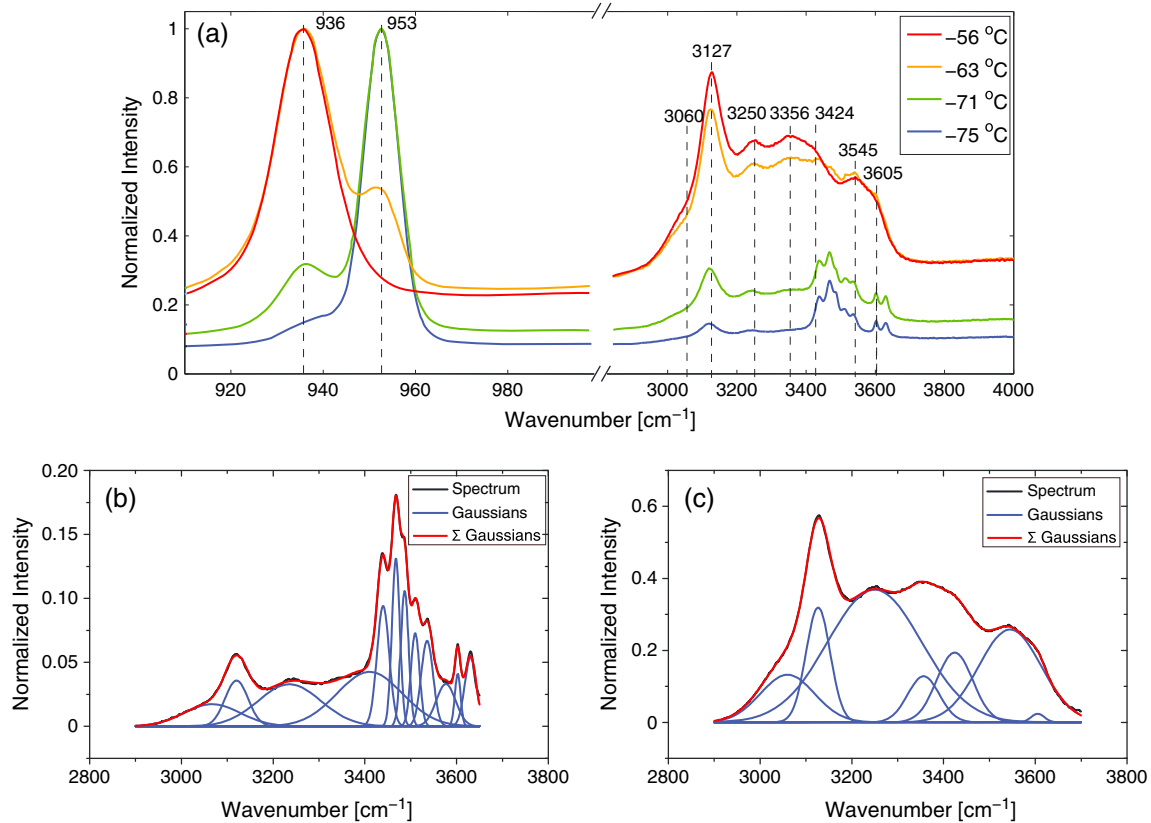 (a)
936
953
3060
3127
3250
3356
3424
3545
3605
−56 °C
−63 °C
−71 °C
−75 °C
Normalized Intensity
1
0.8
0.6
0.4
0.2
0
920 940 960 980 3000 3200 3400 3600 3800 4000
Wavenumber [cm⁻¹]
(b)
Spectrum
Gaussians
Σ Gaussians
Normalized Intensity
0.20
0.15
0.10
0.05
0
2800 3000 3200 3400 3600 3800
Wavenumber [cm⁻¹]
(c)
Spectrum
Gaussians
Σ Gaussians
Normalized Intensity
0.6
0.4
0.2
0
2800 3000 3200 3400 3600 3800
Wavenumber [cm⁻¹]